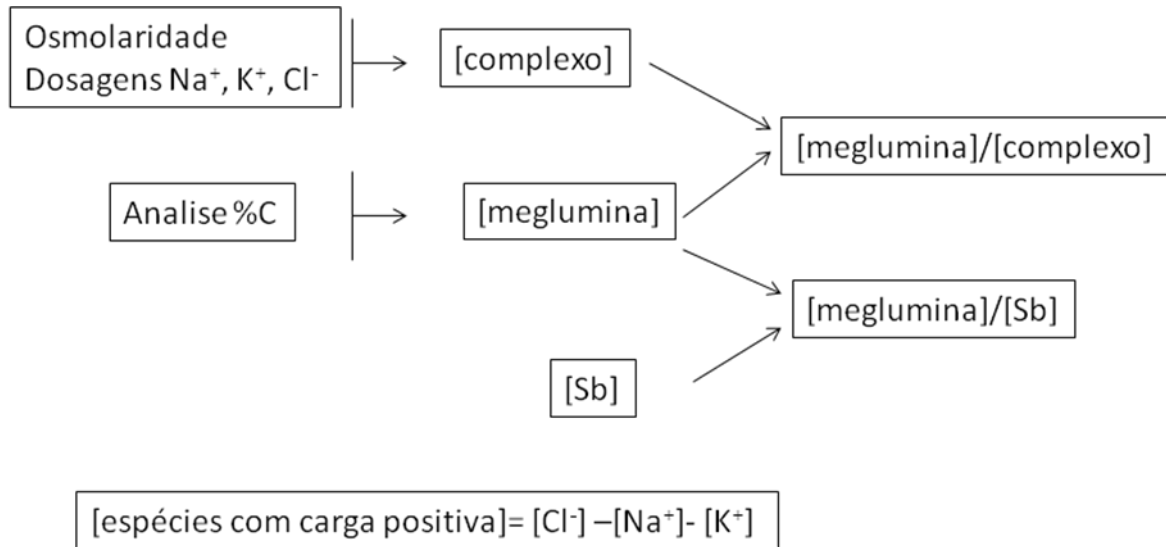 Osmolaridade
Dosagens Na⁺, K⁺, Cl⁻
[complexo]
[meglumina]/[complexo]
Analise %C
[meglumina]
[meglumina]/[Sb]
[Sb]
[espécies com carga positiva]= [Cl⁻] –[Na⁺]- [K⁺]